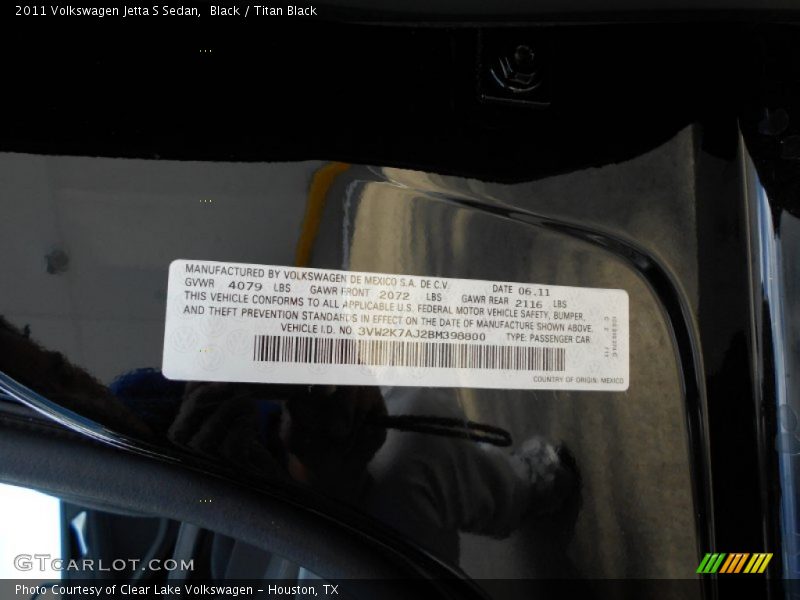 2011 Volkswagen Jetta S Sedan,  Black / Titan Black
MANUFACTURED BY VOLKSWAGEN DE MEXICO S.A. DE C.V. DATE 06.11
GVWR 4079 LBS GAWR FRONT 2072 LBS GAWR REAR 2116 LBS
THIS VEHICLE CONFORMS TO ALL APPLICABLE U.S. FEDERAL MOTOR VEHICLE SAFETY, BUMPER,
AND THEFT PREVENTION STANDARDS IN EFFECT ON THE DATE OF MANUFACTURE SHOWN ABOVE.
VEHICLE I.D. NO. 3VW2K7AJ2BM398800 TYPE: PASSENGER CAR
COUNTRY OF ORIGIN: MEXICO
GTCARLOT.COM
Photo Courtesy of Clear Lake Volkswagen - Houston, TX